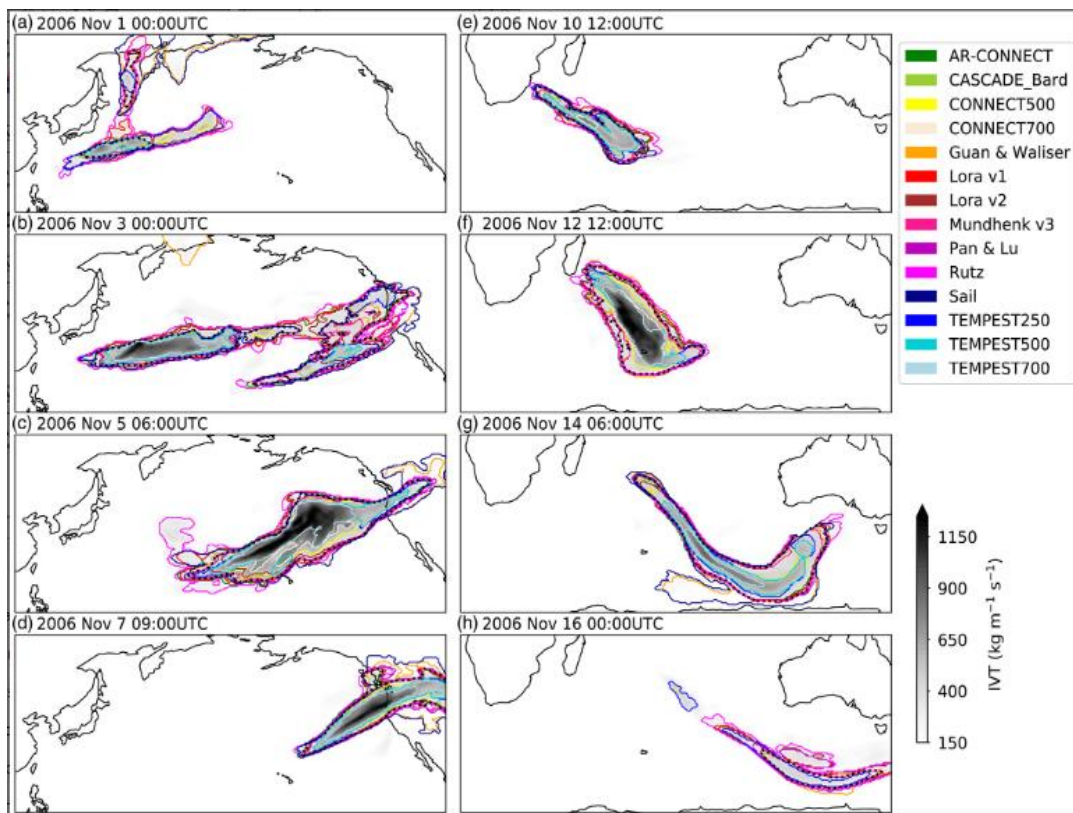 (a) 2006 Nov 1 00:00UTC
(b) 2006 Nov 3 00:00UTC
(c) 2006 Nov 5 06:00UTC
(d) 2006 Nov 7 09:00UTC
(e) 2006 Nov 10 12:00UTC
(f) 2006 Nov 12 12:00UTC
(g) 2006 Nov 14 06:00UTC
(h) 2006 Nov 16 00:00UTC
AR-CONNECT
CASCADE_Bard
CONNECT500
CONNECT700
Guan & Waliser
Lora v1
Lora v2
Mundhenk v3
Pan & Lu
Rutz
Sail
TEMPEST250
TEMPEST500
TEMPEST700
1150
900
650
400
150
IVT (kg m⁻¹ s⁻¹)